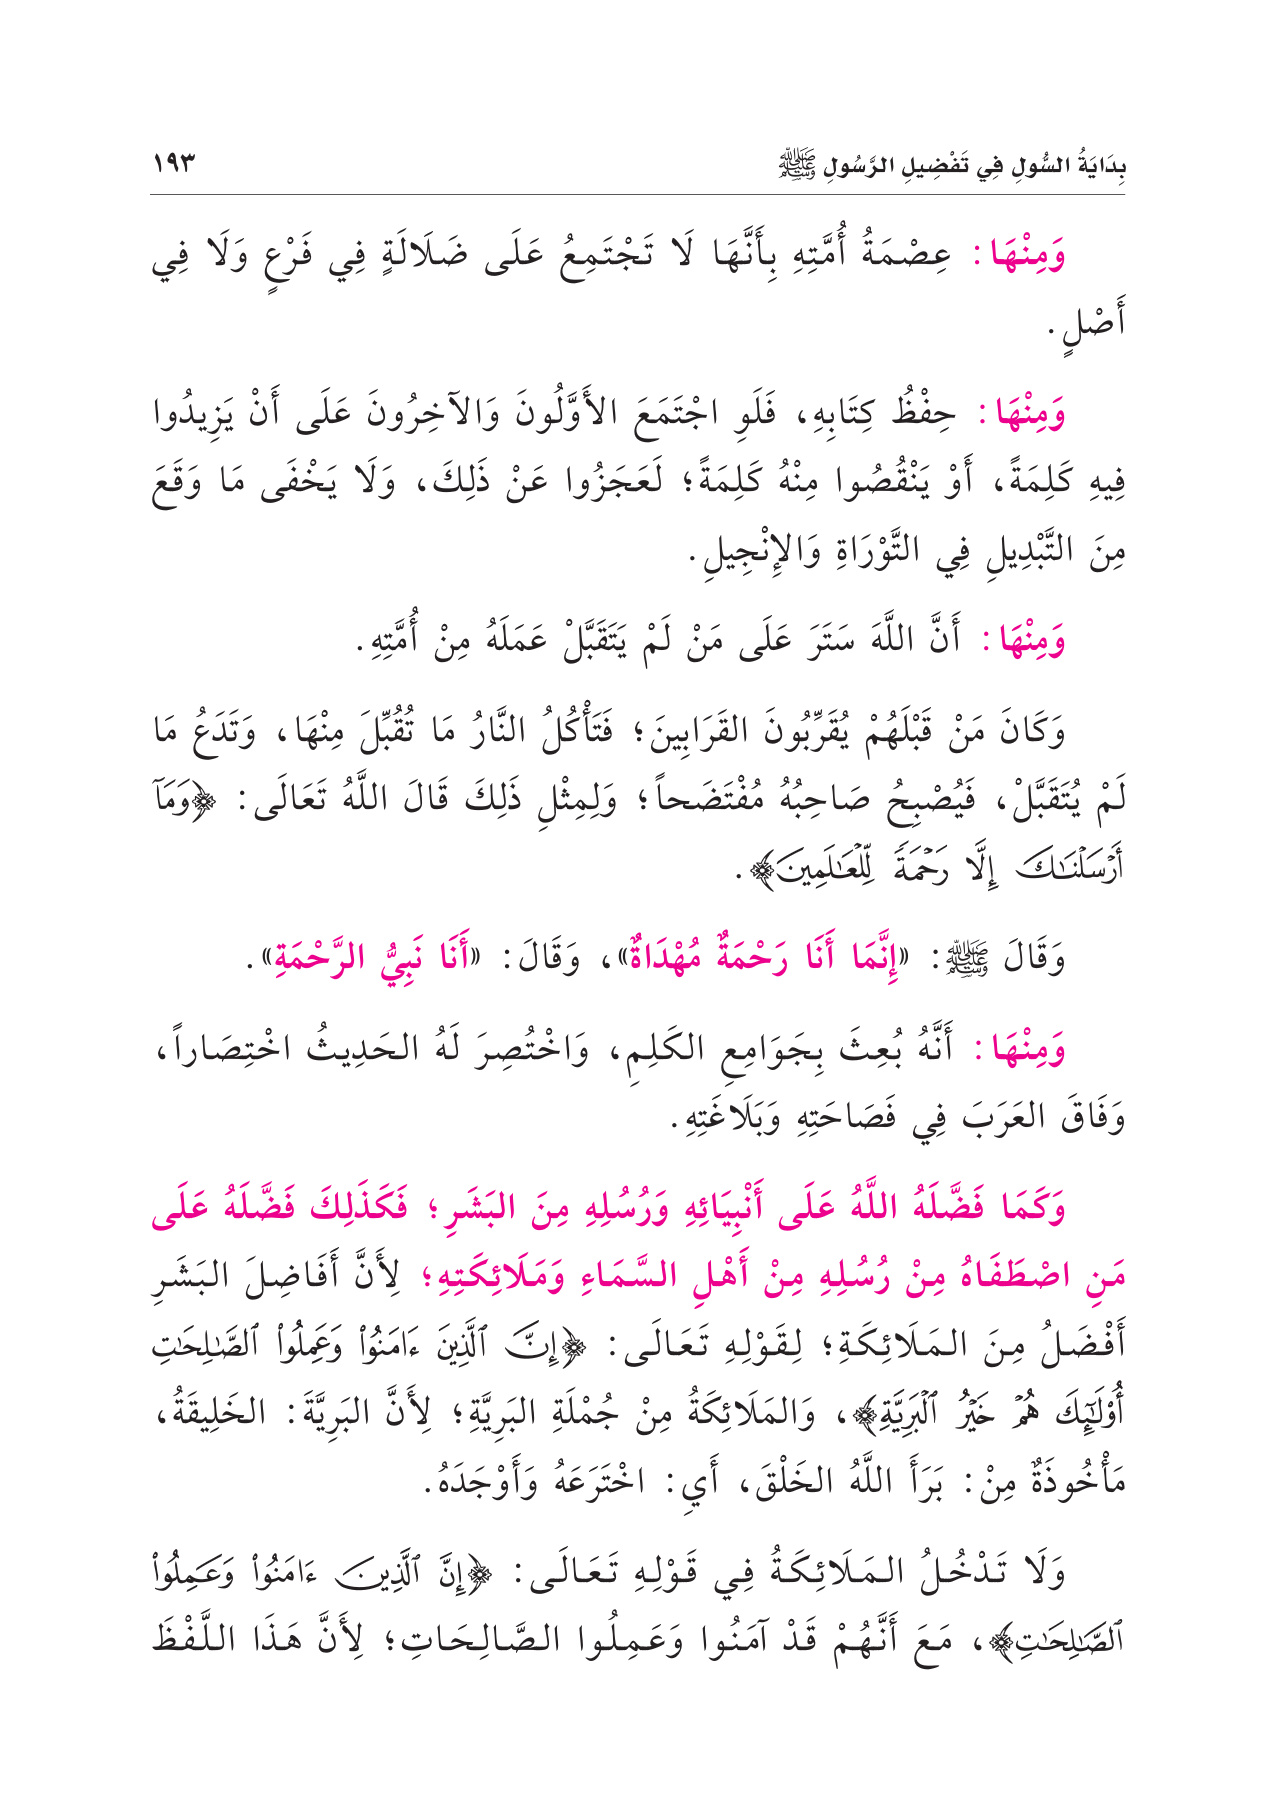 بِدَايَةُ السُّولِ فِي تَفْضِيلِ الرَّسُولِ ﷺ ١٩٣
وَمِنْهَا: عِصْمَةُ أُمَّتِهِ بِأَنَّهَا لَا تَجْتَمِعُ عَلَى ضَلَالَةٍ فِي فَرْعٍ وَلَا فِي
أَصْلٍ.
وَمِنْهَا: حِفْظُ كِتَابِهِ، فَلَوِ اجْتَمَعَ الأَوَّلُونَ وَالآخِرُونَ عَلَى أَنْ يَزِيدُوا
فِيهِ كَلِمَةً، أَوْ يَنْقُصُوا مِنْهُ كَلِمَةً؛ لَعَجَزُوا عَنْ ذَلِكَ، وَلَا يَخْفَى مَا وَقَعَ
مِنَ التَّبْدِيلِ فِي التَّوْرَاةِ وَالإِنْجِيلِ.
وَمِنْهَا: أَنَّ اللَّهَ سَتَرَ عَلَى مَنْ لَمْ يَتَقَبَّلْ عَمَلَهُ مِنْ أُمَّتِهِ.
وَكَانَ مَنْ قَبْلَهُمْ يُقَرِّبُونَ القَرَابِينَ؛ فَتَأْكُلُ النَّارُ مَا تُقُبِّلَ مِنْهَا، وَتَدَعُ مَا
لَمْ يُتَقَبَّلْ، فَيُصْبِحُ صَاحِبُهُ مُفْتَضَحاً؛ وَلِمِثْلِ ذَلِكَ قَالَ اللَّهُ تَعَالَى: ﴿وَمَآ
أَرۡسَلۡنَٰكَ إِلَّا رَحۡمَةٗ لِّلۡعَٰلَمِينَ﴾.
وَقَالَ ﷺ: «إِنَّمَا أَنَا رَحْمَةٌ مُهْدَاةٌ»، وَقَالَ: «أَنَا نَبِيُّ الرَّحْمَةِ».
وَمِنْهَا: أَنَّهُ بُعِثَ بِجَوَامِعِ الكَلِمِ، وَاخْتُصِرَ لَهُ الحَدِيثُ اخْتِصَاراً،
وَفَاقَ العَرَبَ فِي فَصَاحَتِهِ وَبَلَاغَتِهِ.
وَكَمَا فَضَّلَهُ اللَّهُ عَلَى أَنْبِيَائِهِ وَرُسُلِهِ مِنَ البَشَرِ؛ فَكَذَلِكَ فَضَّلَهُ عَلَى
مَنِ اصْطَفَاهُ مِنْ رُسُلِهِ مِنْ أَهْلِ السَّمَاءِ وَمَلَائِكَتِهِ؛ لِأَنَّ أَفَاضِلَ البَشَرِ
أَفْضَلُ مِنَ المَلَائِكَةِ؛ لِقَوْلِهِ تَعَالَى: ﴿إِنَّ ٱلَّذِينَ ءَامَنُواْ وَعَمِلُواْ ٱلصَّٰلِحَٰتِ
أُوْلَٰٓئِكَ هُمۡ خَيۡرُ ٱلۡبَرِيَّةِ﴾، وَالمَلَائِكَةُ مِنْ جُمْلَةِ البَرِيَّةِ؛ لِأَنَّ البَرِيَّةَ: الخَلِيقَةُ،
مَأْخُوذَةٌ مِنْ: بَرَأَ اللَّهُ الخَلْقَ، أَيِ: اخْتَرَعَهُ وَأَوْجَدَهُ.
وَلَا تَدْخُلُ المَلَائِكَةُ فِي قَوْلِهِ تَعَالَى: ﴿إِنَّ ٱلَّذِينَ ءَامَنُواْ وَعَمِلُواْ
ٱلصَّٰلِحَٰتِ﴾، مَعَ أَنَّهُمْ قَدْ آمَنُوا وَعَمِلُوا الصَّالِحَاتِ؛ لِأَنَّ هَذَا اللَّفْظَ